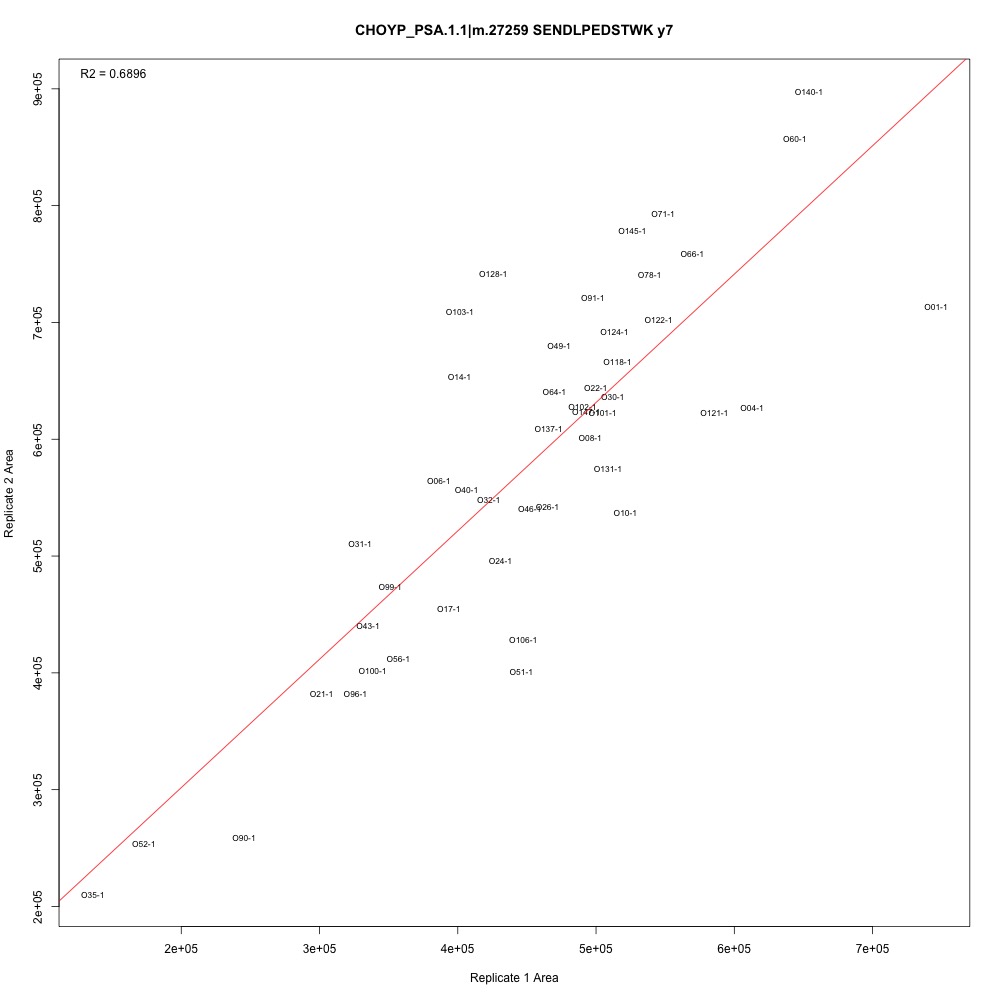 CHOYP_PSA.1.1|m.27259 SENDLPEDSTWK y7
R2 = 0.6896
9e+05
8e+05
7e+05
6e+05
5e+05
4e+05
3e+05
2e+05
Replicate 2 Area
O140-1
O60-1
O71-1
O145-1
O66-1
O128-1
O78-1
O91-1
O01-1
O103-1
O122-1
O124-1
O49-1
O118-1
O14-1
O22-1
O64-1
O30-1
O102-1
O04-1
O101-1
O121-1
O137-1
O08-1
O131-1
O06-1
O40-1
O32-1
O46-1
O26-1
O10-1
O31-1
O24-1
O99-1
O17-1
O43-1
O106-1
O56-1
O100-1
O51-1
O21-1
O96-1
O90-1
O52-1
O35-1
2e+05
3e+05
4e+05
5e+05
6e+05
7e+05
Replicate 1 Area